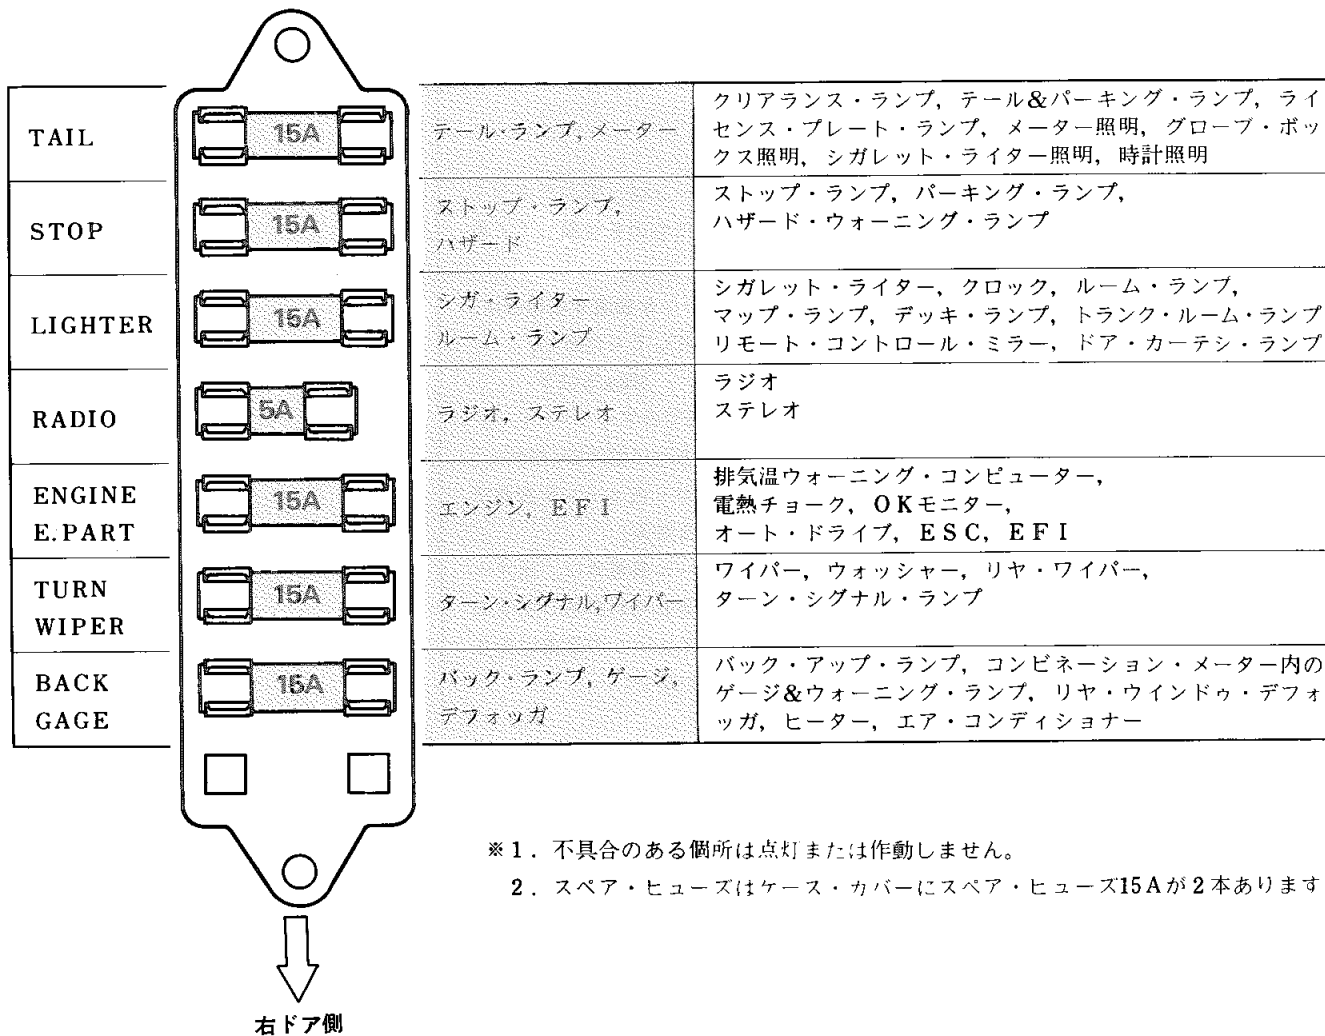 TAIL
15A
テール・ランプ, メーター
クリアランス・ランプ, テール&パーキング・ランプ, ライ
センス・プレート・ランプ, メーター照明, グローブ・ボッ
クス照明, シガレット・ライター照明, 時計照明
STOP
15A
ストップ・ランプ,
ハザード
ストップ・ランプ, パーキング・ランプ,
ハザード・ウォーニング・ランプ
LIGHTER
15A
シガ・ライター
ルーム・ランプ
シガレット・ライター, クロック, ルーム・ランプ,
マップ・ランプ, デッキ・ランプ, トランク・ルーム・ランプ
リモート・コントロール・ミラー, ドア・カーテシ・ランプ
RADIO
5A
ラジオ, ステレオ
ラジオ
ステレオ
ENGINE
E.PART
15A
エンジン, EFI
排気温ウォーニング・コンピューター,
電熱チョーク, OKモニター,
オート・ドライブ, ESC, EFI
TURN
WIPER
15A
ターン・シグナル,ワイパー
ワイパー, ウォッシャー, リヤ・ワイパー,
ターン・シグナル・ランプ
BACK
GAGE
15A
バック・ランプ, ゲージ,
デフォッガ
バック・アップ・ランプ, コンビネーション・メーター内の
ゲージ&ウォーニング・ランプ, リヤ・ウインドゥ・デフォ
ッガ, ヒーター, エア・コンディショナー
※1. 不具合のある個所は点灯または作動しません。
2. スペア・ヒューズはケース・カバーにスペア・ヒューズ15Aが2本あります
右ドア側